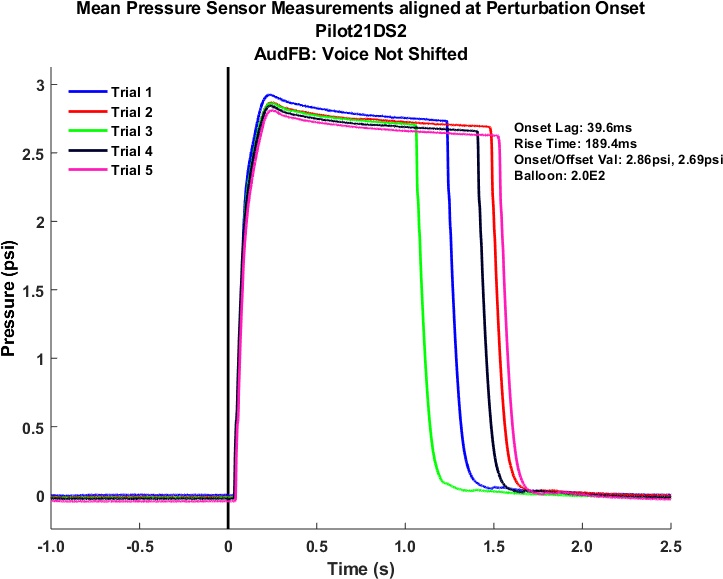 Mean Pressure Sensor Measurements aligned at Perturbation Onset
Pilot21DS2
AudFB: Voice Not Shifted
Trial 1
Trial 2
Trial 3
Trial 4
Trial 5
Onset Lag: 39.6ms
Rise Time: 189.4ms
Onset/Offset Val: 2.86psi, 2.69psi
Balloon: 2.0E2
Pressure (psi)
3
2.5
2
1.5
1
0.5
0
-1.0 -0.5 0 0.5 1.0 1.5 2.0 2.5
Time (s)